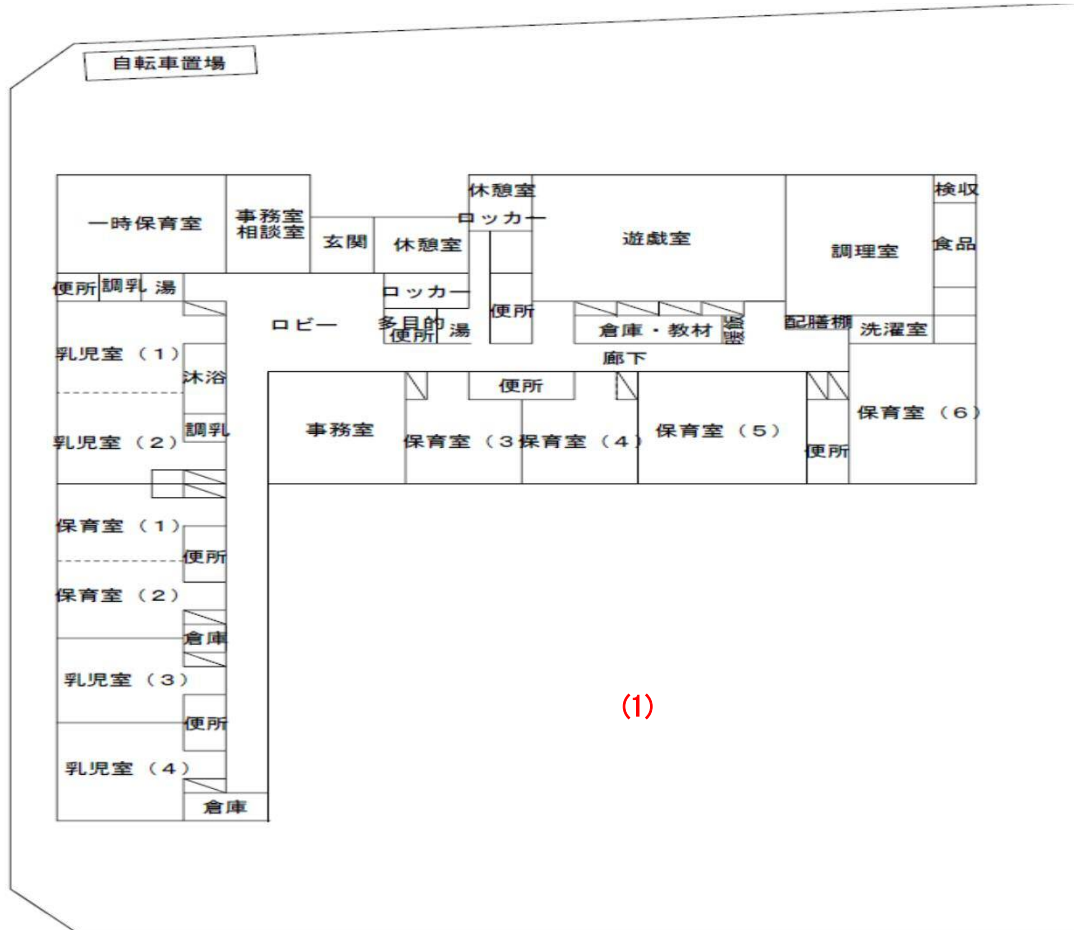 自転車置場
休憩室
検収
一時保育室
事務室
相談室
ロッカー
玄関
休憩室
遊戯室
調理室
食品
便所
調乳
湯
ロッカー
ロビー
多目的
便所
湯
便所
倉庫・教材
配膳棚
洗濯室
乳児室（1）
廊下
沐浴
便所
調乳
乳児室（2）
事務室
保育室（3
保育室（4）
保育室（5）
便所
保育室（6）
保育室（1）
便所
保育室（2）
倉庫
乳児室（3）
便所
(1)
乳児室（4）
倉庫